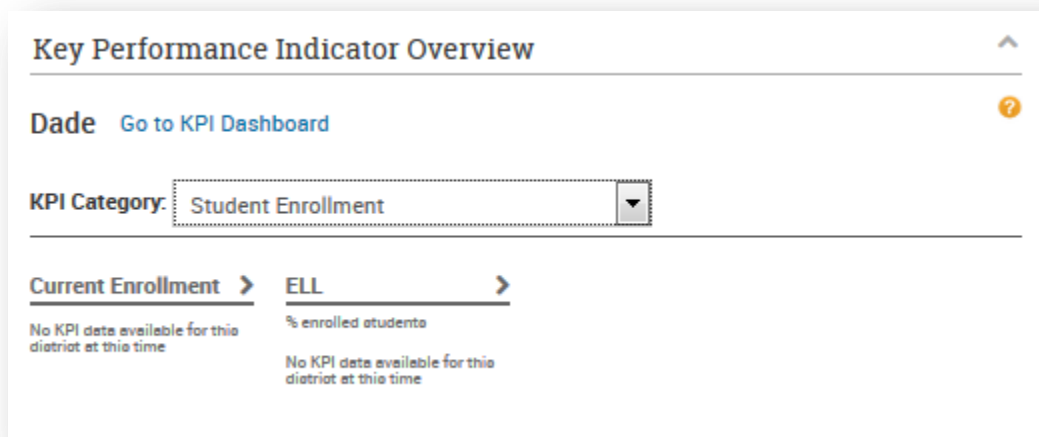 Key Performance Indicator Overview
?
Dade Go to KPI Dashboard
KPI Category: Student Enrollment
Current Enrollment
No KPI data available for this
district at this time
ELL
% enrolled students
No KPI data available for this
district at this time